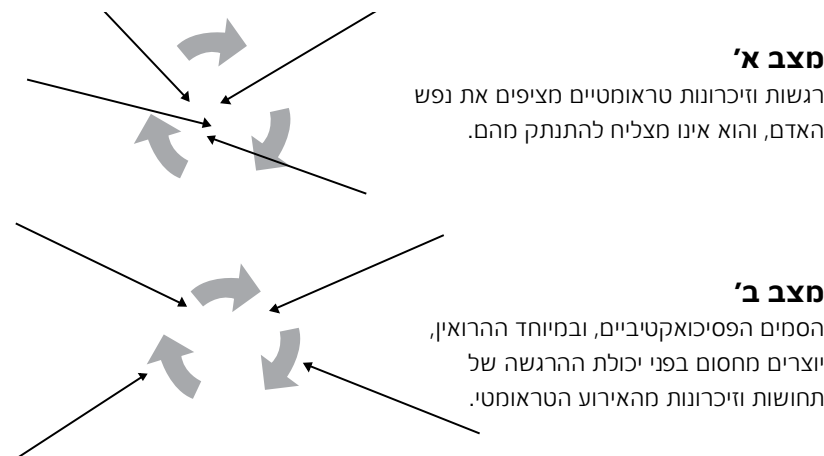 מצב א'
רגשות וזיכרונות טראומטיים מציפים את נפש
האדם, והוא אינו מצליח להתנתק מהם.
מצב ב'
הסמים הפסיכואקטיביים, ובמיוחד ההרואין,
יוצרים מחסום בפני יכולת ההרגשה של
תחושות וזיכרונות מהאירוע הטראומטי.